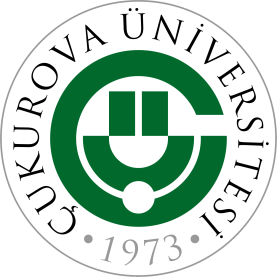 ÇUKUROVA ÜNİVERSİTESİ
• 1973 •